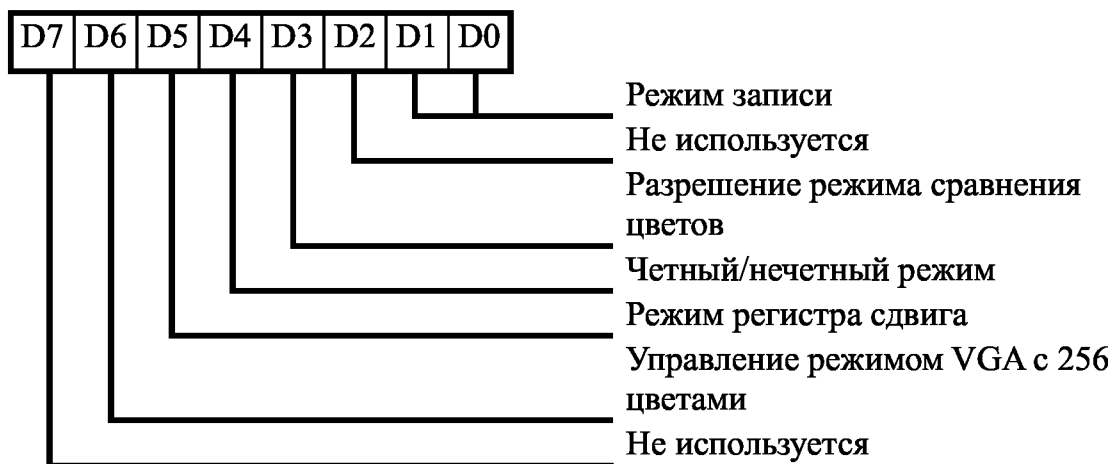 D7 D6 D5 D4 D3 D2 D1 D0
Режим записи
Не используется
Разрешение режима сравнения
цветов
Четный/нечетный режим
Режим регистра сдвига
Управление режимом VGA с 256
цветами
Не используется